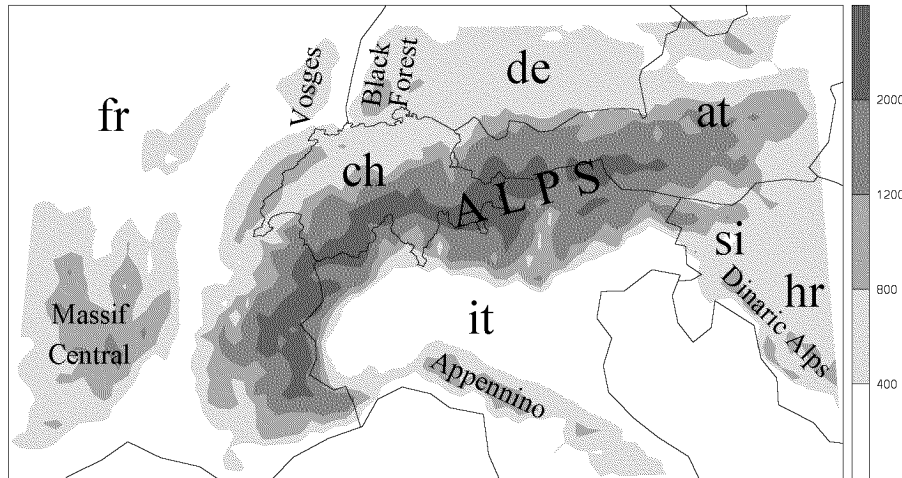 Vosges
Black
Forest
de
fr
at
ch
ALPS
si
hr
Massif
Central
it
Dinaric Alps
Appennino
2000
1200
800
400